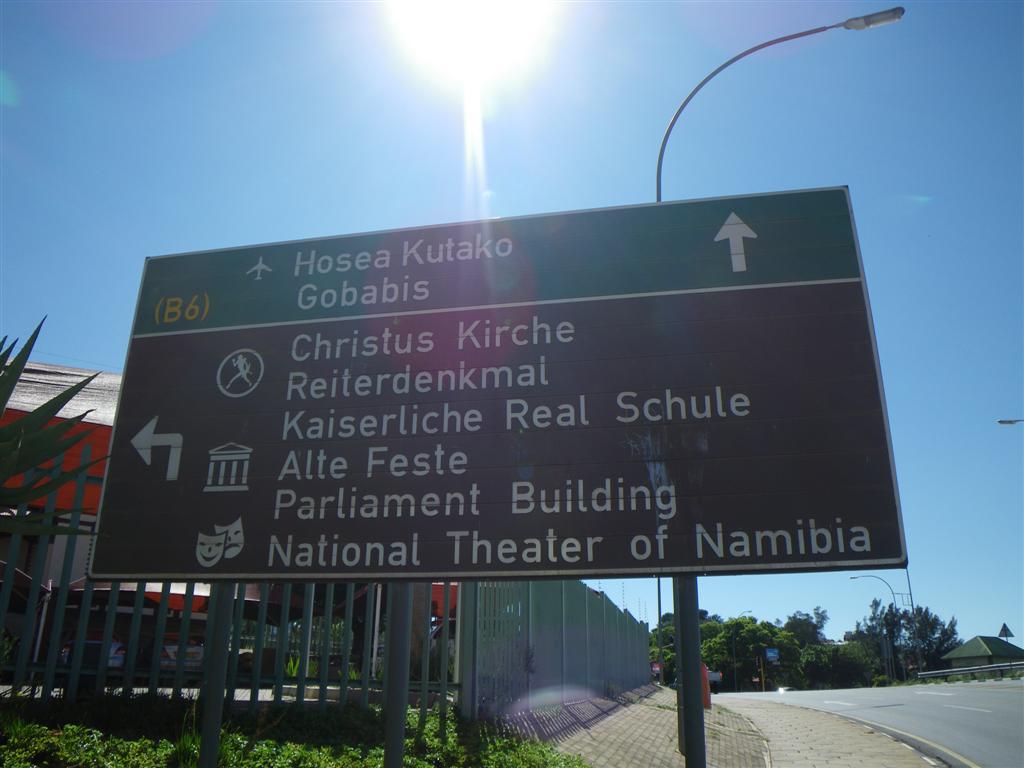 Hosea Kutako
(B6) Gobabis
Christus Kirche
Reiterdenkmal
Kaiserliche Real Schule
Alte Feste
Parliament Building
National Theater of Namibia